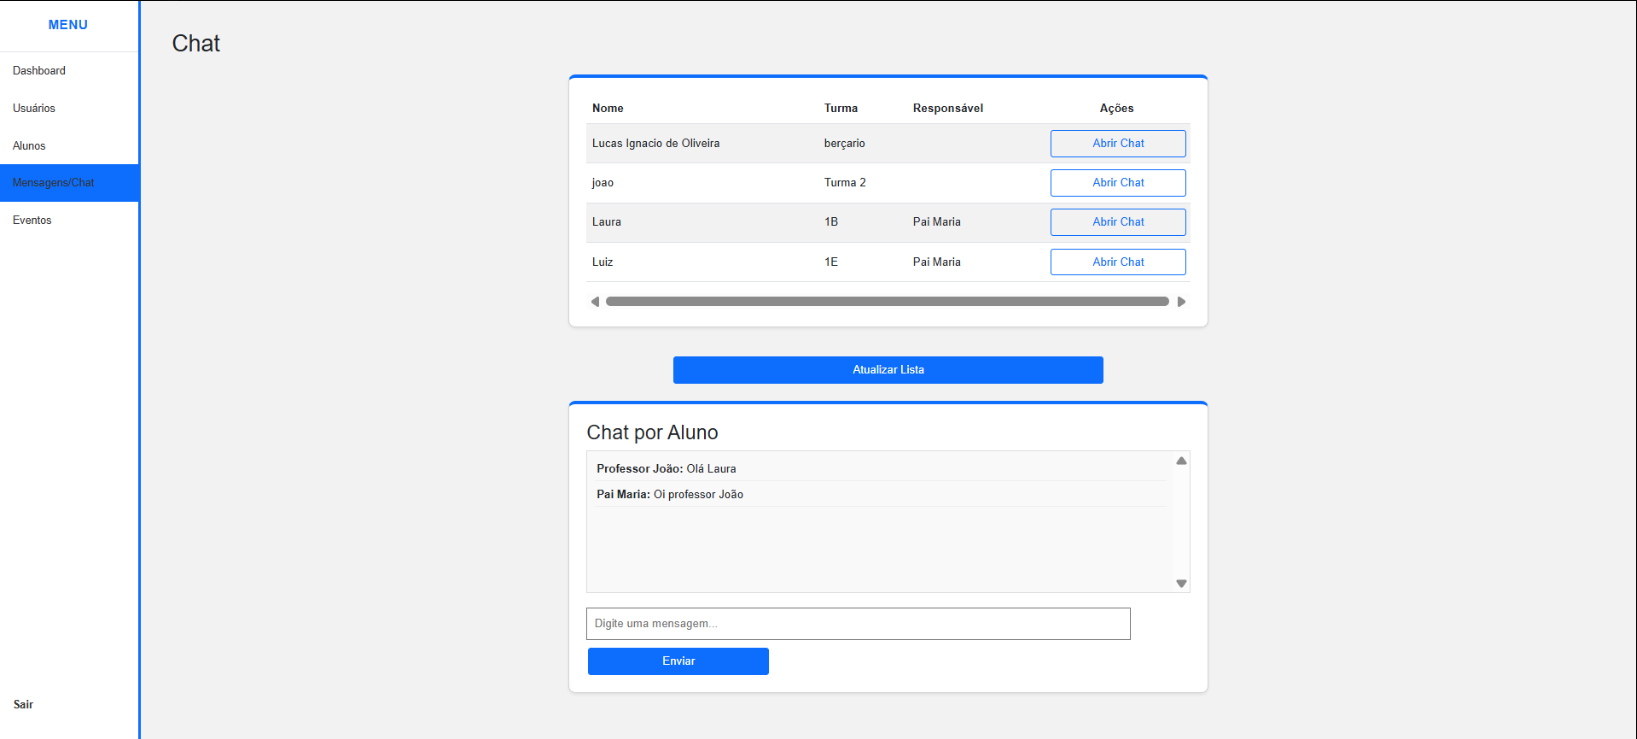 MENU
Dashboard
Usuários
Alunos
Mensagens/Chat
Eventos
Sair
Chat
Nome Turma Responsável Ações
Lucas Ignacio de Oliveira berçario Abrir Chat
joao Turma 2 Abrir Chat
Laura 1B Pai Maria Abrir Chat
Luiz 1E Pai Maria Abrir Chat
Atualizar Lista
Chat por Aluno
Professor João: Olá Laura
Pai Maria: Oi professor João
Digite uma mensagem...
Enviar